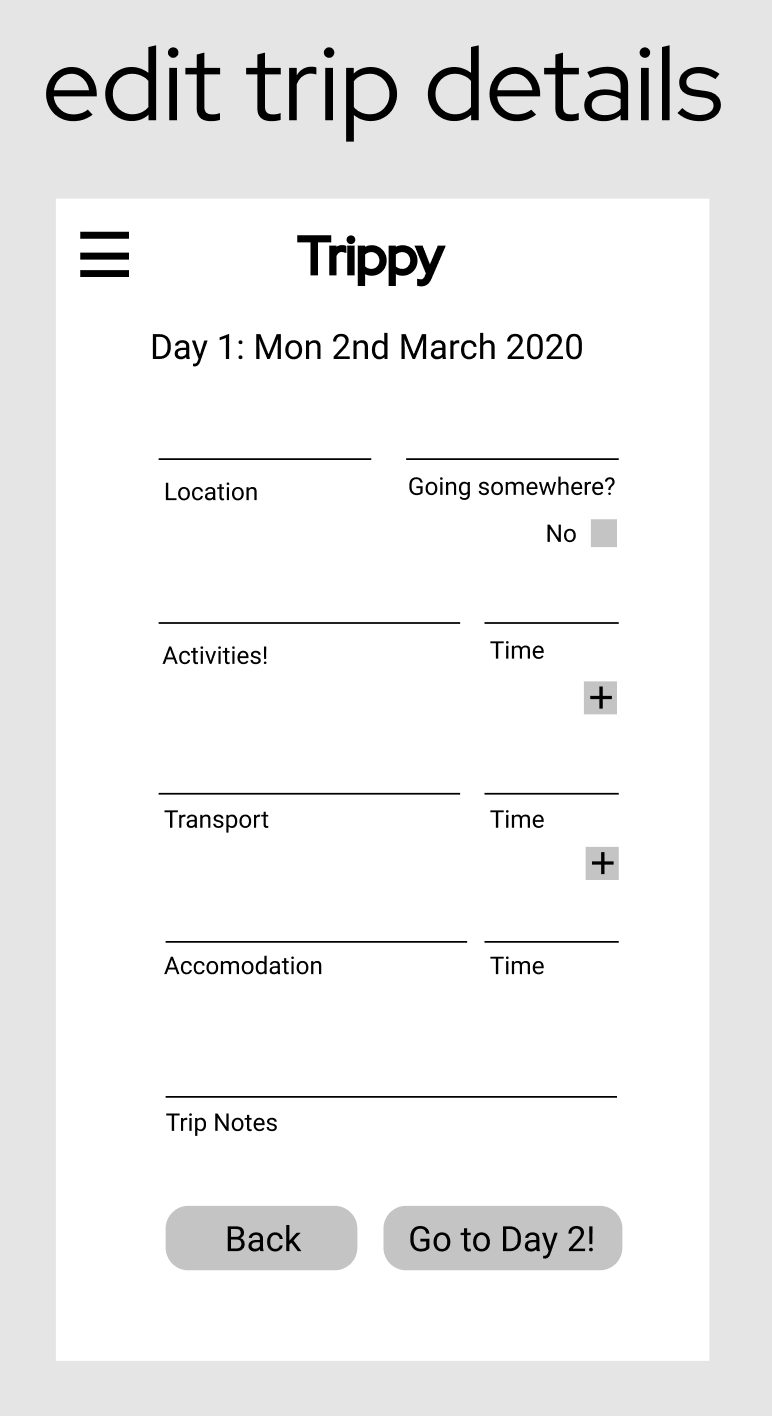 edit trip details
Trippy
Day 1: Mon 2nd March 2020
Location
Going somewhere?
No
Activities!
Time
+
Transport
Time
+
Accomodation
Time
Trip Notes
Back
Go to Day 2!